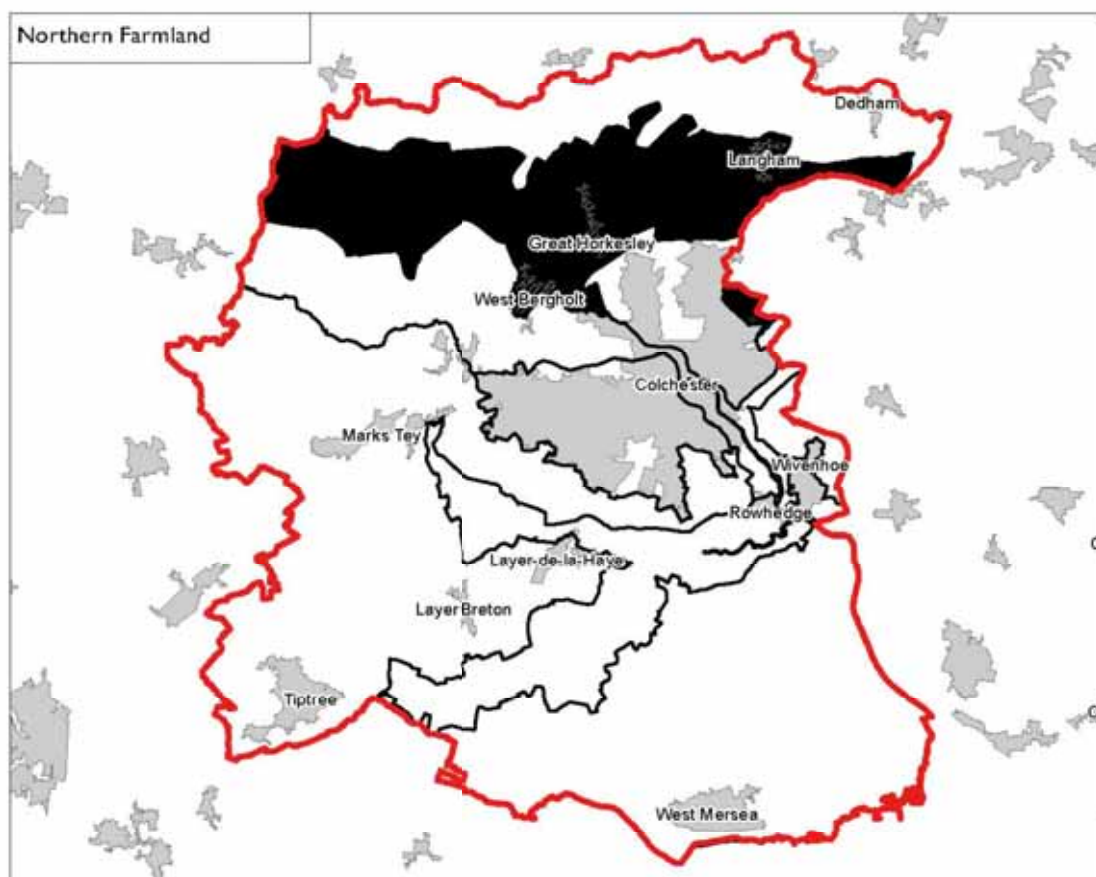 Northern Farmland
Dedham
Langham
Great Horkesley
West Bergholt
Colchester
Marks Tey
Wivenhoe
Rowhedge
Layer-de-la-Haye
Layer Breton
Tiptree
West Mersea